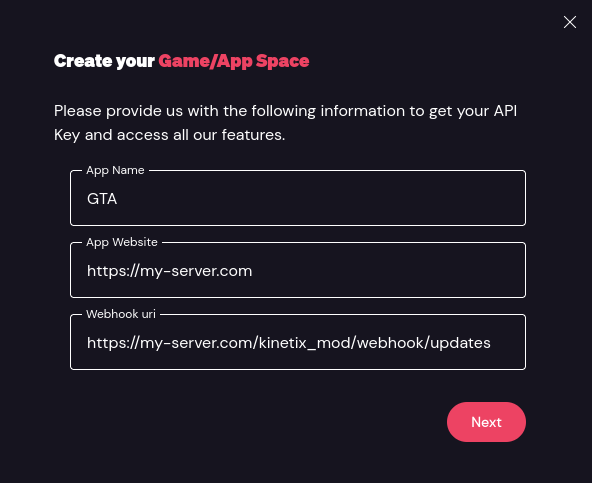 Create your Game/App Space
Please provide us with the following information to get your API
Key and access all our features.
App Name
GTA
App Website
https://my-server.com
Webhook uri
https://my-server.com/kinetix_mod/webhook/updates
Next